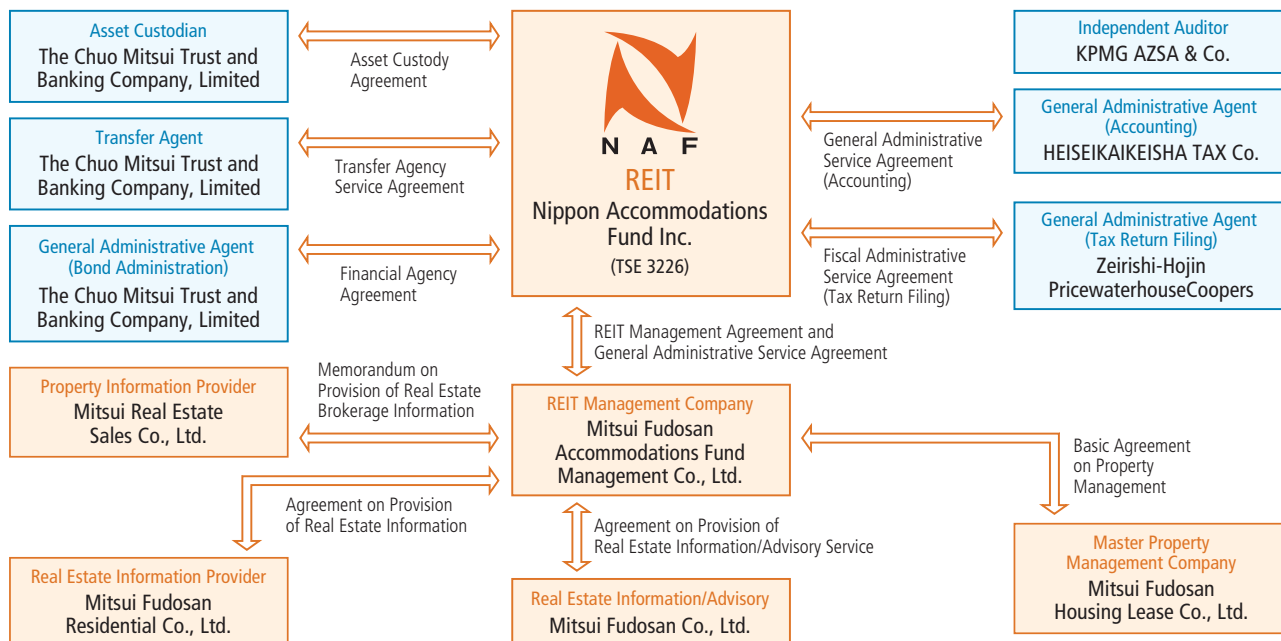 Asset Custodian
The Chuo Mitsui Trust and
Banking Company, Limited
Asset Custody
Agreement
Transfer Agent
The Chuo Mitsui Trust and
Banking Company, Limited
Transfer Agency
Service Agreement
General Administrative Agent
(Bond Administration)
The Chuo Mitsui Trust and
Banking Company, Limited
Financial Agency
Agreement
N A F
REIT
Nippon Accommodations
Fund Inc.
(TSE 3226)
Independent Auditor
KPMG AZSA & Co.
General Administrative
Service Agreement
(Accounting)
General Administrative Agent
(Accounting)
HEISEIKAIKEISHA TAX Co.
Fiscal Administrative
Service Agreement
(Tax Return Filing)
General Administrative Agent
(Tax Return Filing)
Zeirishi-Hojin
PricewaterhouseCoopers
REIT Management Agreement and
General Administrative Service Agreement
Property Information Provider
Mitsui Real Estate
Sales Co., Ltd.
Memorandum on
Provision of Real Estate
Brokerage Information
REIT Management Company
Mitsui Fudosan
Accommodations Fund
Management Co., Ltd.
Basic Agreement
on Property
Management
Agreement on Provision
of Real Estate Information
Agreement on Provision of
Real Estate Information/Advisory Service
Real Estate Information Provider
Mitsui Fudosan
Residential Co., Ltd.
Real Estate Information/Advisory
Mitsui Fudosan Co., Ltd.
Master Property
Management Company
Mitsui Fudosan
Housing Lease Co., Ltd.